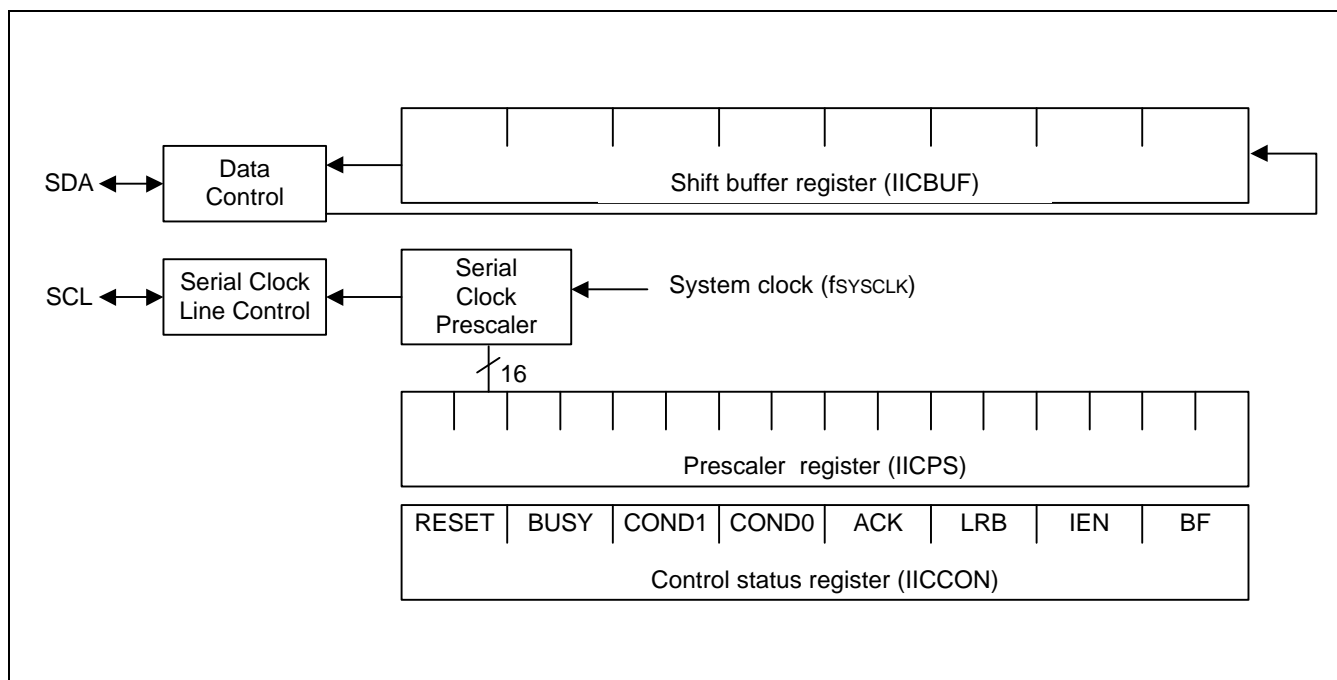 SDA
Data
Control
Shift buffer register (IICBUF)
SCL
Serial Clock
Line Control
Serial
Clock
Prescaler
System clock (fSYSCLK)
16
Prescaler register (IICPS)
RESET BUSY COND1 COND0 ACK LRB IEN BF
Control status register (IICCON)